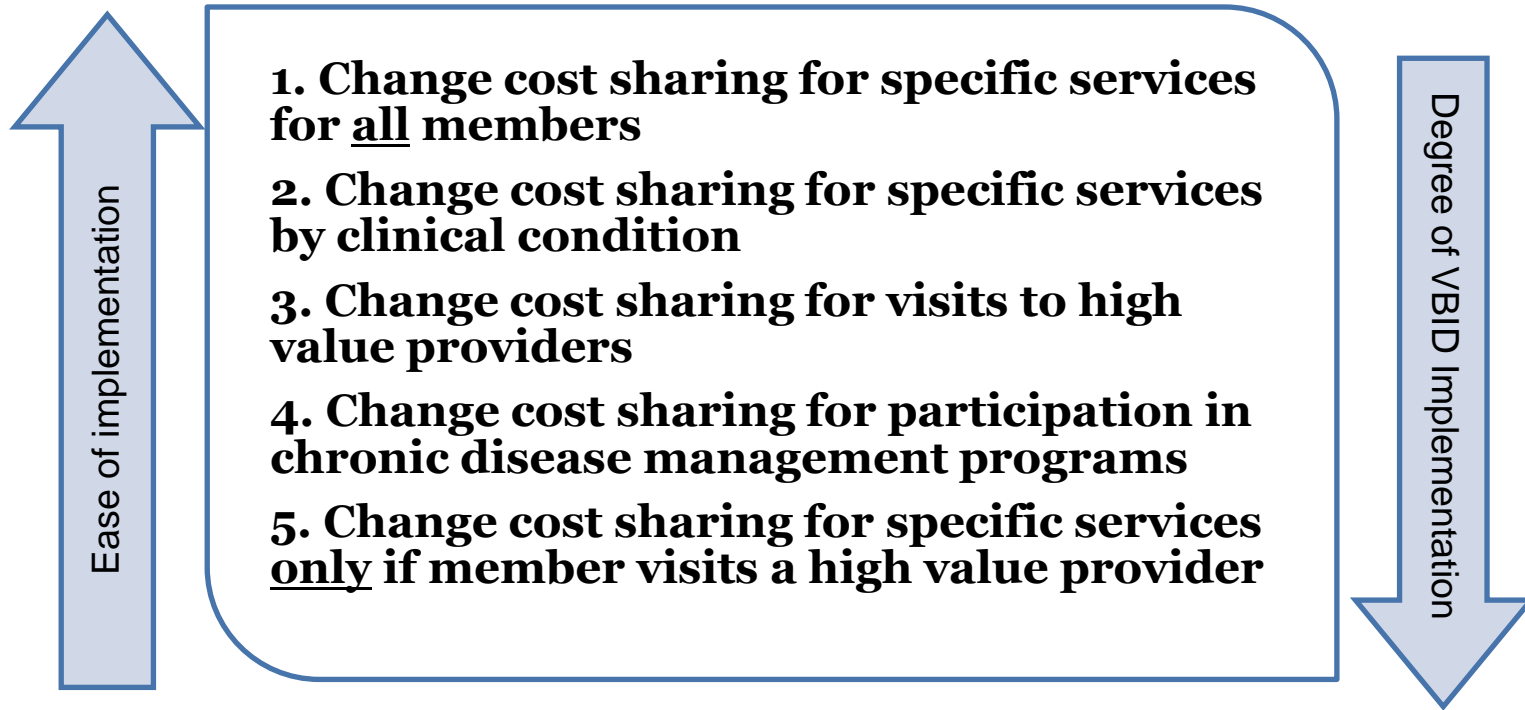 Ease of implementation
1. Change cost sharing for specific services
for all members
2. Change cost sharing for specific services
by clinical condition
3. Change cost sharing for visits to high
value providers
4. Change cost sharing for participation in
chronic disease management programs
5. Change cost sharing for specific services
only if member visits a high value provider
Degree of VBID Implementation